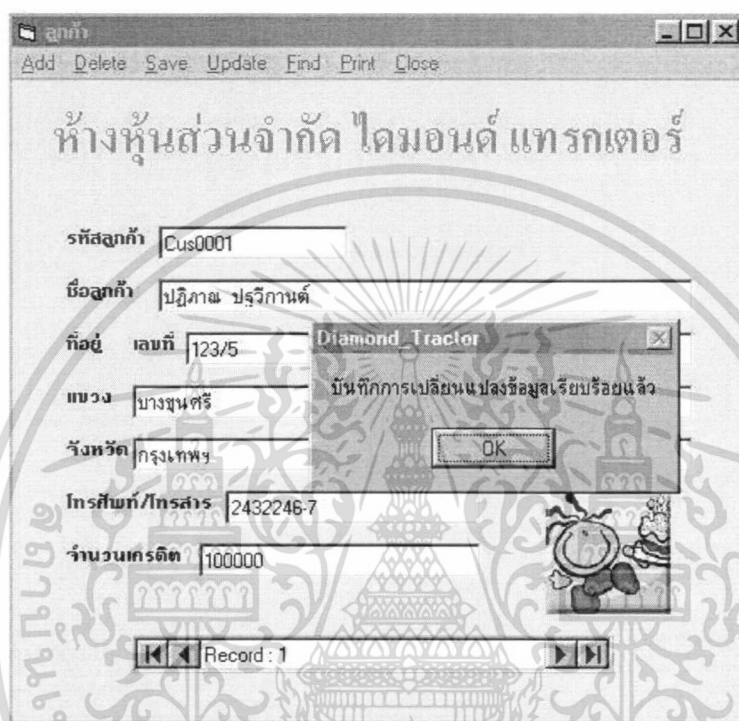 ลูกค้า
Add Delete Save Update Find Print Close
ห้างหุ้นส่วนจำกัด ไดมอนด์ แทรกเตอร์
รหัสลูกค้า Cus0001
ชื่อลูกค้า ปฏิภาณ ปฐวีกานต์
ที่อยู่ เลขที่ 123/5
แขวง บางขุนศรี
จังหวัด กรุงเทพฯ
Diamond_Tractor
บันทึกการเปลี่ยนแปลงข้อมูลเรียบร้อยแล้ว
OK
โทรศัพท์/โทรสาร 2432246-7
จำนวนเครดิต 100000
Record : 1